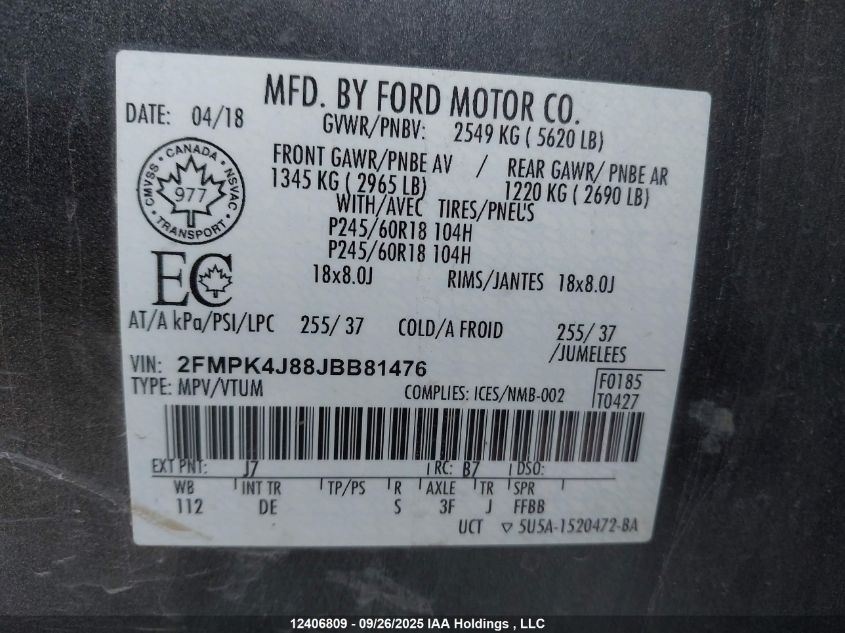 MFD. BY FORD MOTOR CO.
DATE: 04/18
GVWR/PNBV: 2549 KG ( 5620 LB)
FRONT GAWR/PNBE AV / REAR GAWR/ PNBE AR
1345 KG ( 2965 LB) 1220 KG ( 2690 LB)
WITH/AVEC TIRES/PNEUS
P245/60R18 104H
P245/60R18 104H
18x8.0J RIMS/JANTES 18x8.0J
CANADA
CMVSS NSVAC
977
TRANSPORT
EC
AT/A kPa/PSI/LPC 255/ 37 COLD/A FROID 255/ 37
/JUMELEES
VIN: 2FMPK4J88JBB81476
TYPE: MPV/VTUM COMPLIES: ICES/NMB-002
F0185
T0427
EXT PNT: J7 RC: B7 DSO:
WB INT TR TP/PS R AXLE TR SPR
112 DE S 3F J FFBB
UCT ▽ 5U5A-1520472-BA
12406809 - 09/26/2025 IAA Holdings , LLC